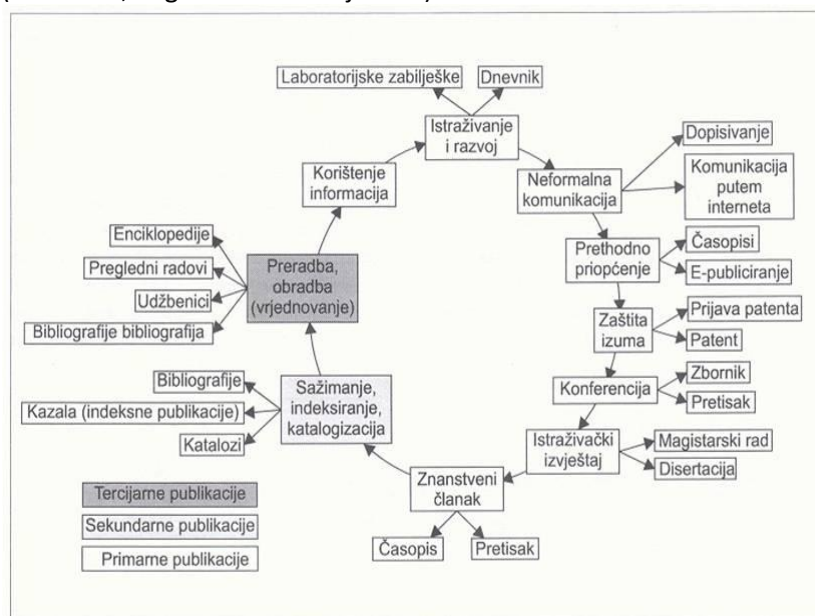 Laboratorijske zabilješke
Dnevnik
Istraživanje
i razvoj
Dopisivanje
Korištenje
informacija
Neformalna
komunikacija
Komunikacija
putem
interneta
Enciklopedije
Pregledni radovi
Udžbenici
Bibliografije bibliografija
Preradba,
obradba
(vrjednovanje)
Prethodno
priopćenje
Časopisi
E-publiciranje
Zaštita
izuma
Prijava patenta
Patent
Konferencija
Zbornik
Pretisak
Bibliografije
Kazala (indeksne publikacije)
Katalozi
Sažimanje,
indeksiranje,
katalogizacija
Istraživački
izvještaj
Magistarski rad
Disertacija
Znanstveni
članak
Časopis
Pretisak
Tercijarne publikacije
Sekundarne publikacije
Primarne publikacije